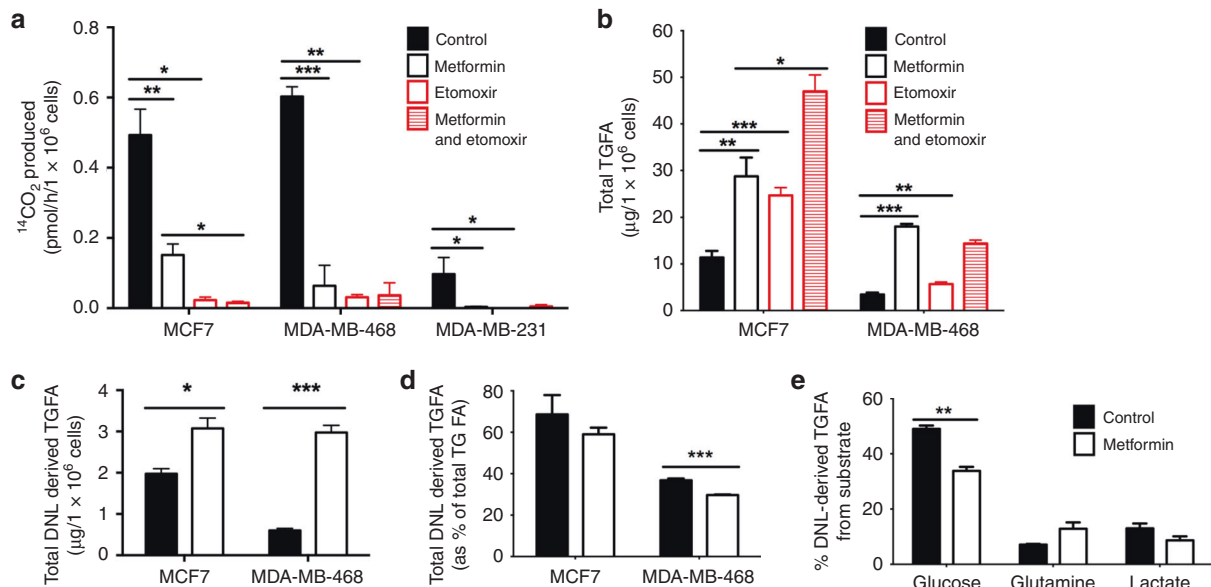 a
0.8
0.6
0.4
0.2
0.0
¹⁴CO₂ produced
(pmol/h/1 × 10⁶ cells)
*
**
**
***
*
*
*
MCF7
MDA-MB-468
MDA-MB-231
Control
Metformin
Etomoxir
Metformin
and etomoxir
b
60
50
40
30
20
10
0
Total TGFA
(μg/1 × 10⁶ cells)
*
***
**
**
***
MCF7
MDA-MB-468
Control
Metformin
Etomoxir
Metformin
and etomoxir
c
4
3
2
1
0
Total DNL derived TGFA
(μg/1 × 10⁶ cells)
*
***
MCF7
MDA-MB-468
d
80
60
40
20
0
Total DNL derived TGFA
(as % of total TG FA)
***
MCF7
MDA-MB-468
e
60
40
20
0
% DNL-derived TGFA
from substrate
**
Glucose
Glutamine
Lactate
Control
Metformin